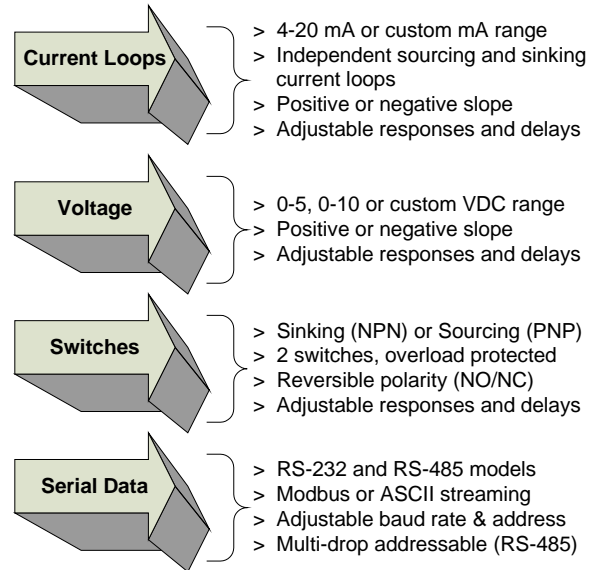 Current Loops
> 4-20 mA or custom mA range
> Independent sourcing and sinking
current loops
> Positive or negative slope
> Adjustable responses and delays
Voltage
> 0-5, 0-10 or custom VDC range
> Positive or negative slope
> Adjustable responses and delays
Switches
> Sinking (NPN) or Sourcing (PNP)
> 2 switches, overload protected
> Reversible polarity (NO/NC)
> Adjustable responses and delays
Serial Data
> RS-232 and RS-485 models
> Modbus or ASCII streaming
> Adjustable baud rate & address
> Multi-drop addressable (RS-485)